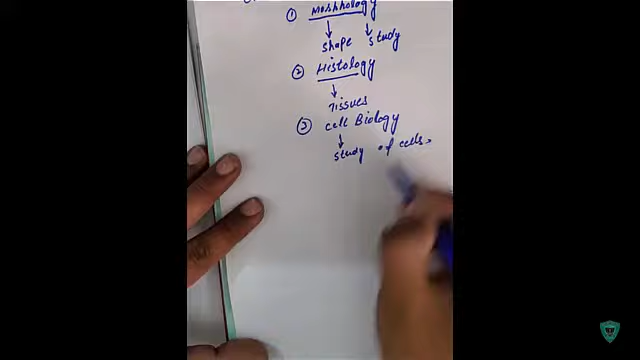 ① Morphology
shape study
② Histology
Tissues
③ cell Biology
study of cells.